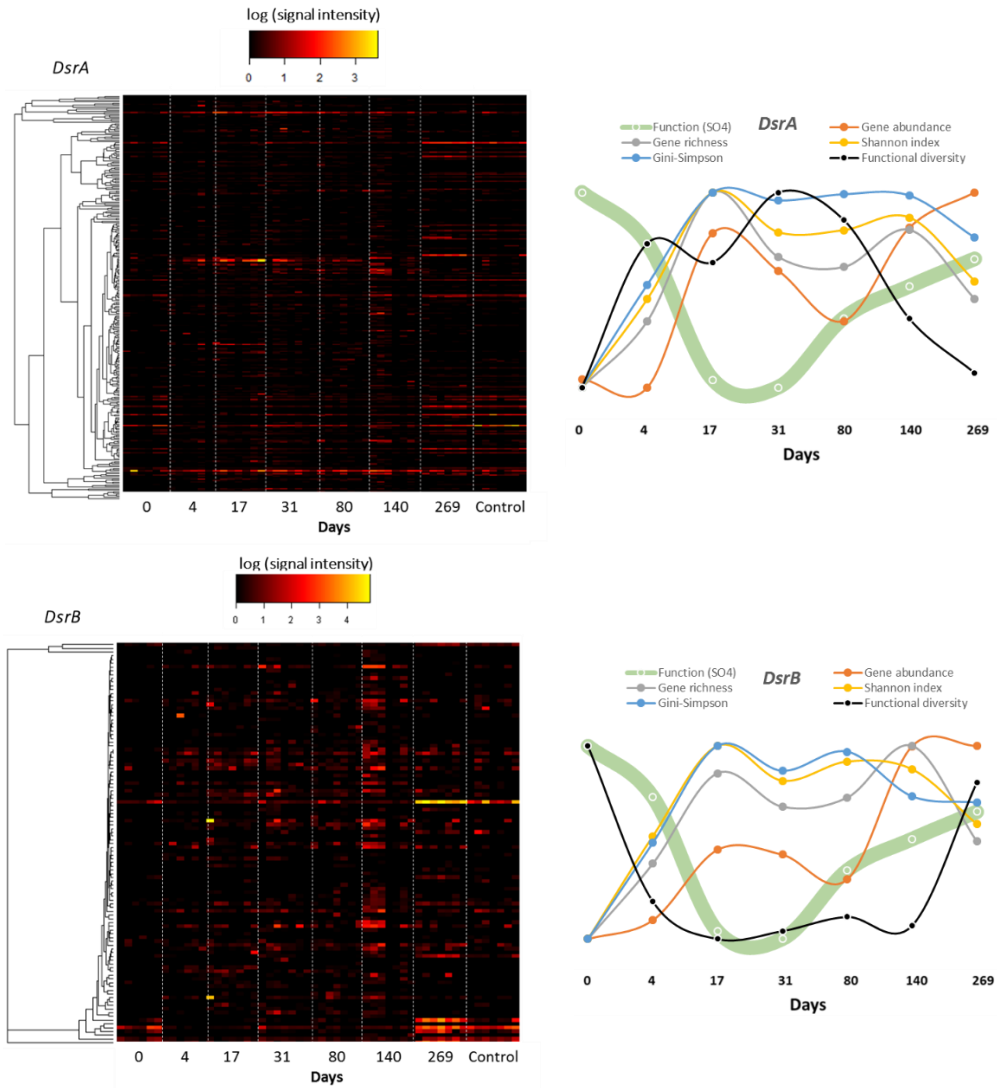 log (signal intensity)
0 1 2 3
DsrA
0 4 17 31 80 140 269 Control
Days
DsrA
Function (SO4) Gene abundance
Gene richness Shannon index
Gini-Simpson Functional diversity
0 4 17 31 80 140 269
Days
log (signal intensity)
0 1 2 3 4
DsrB
0 4 17 31 80 140 269 Control
Days
DsrB
Function (SO4) Gene abundance
Gene richness Shannon index
Gini-Simpson Functional diversity
0 4 17 31 80 140 269
Days